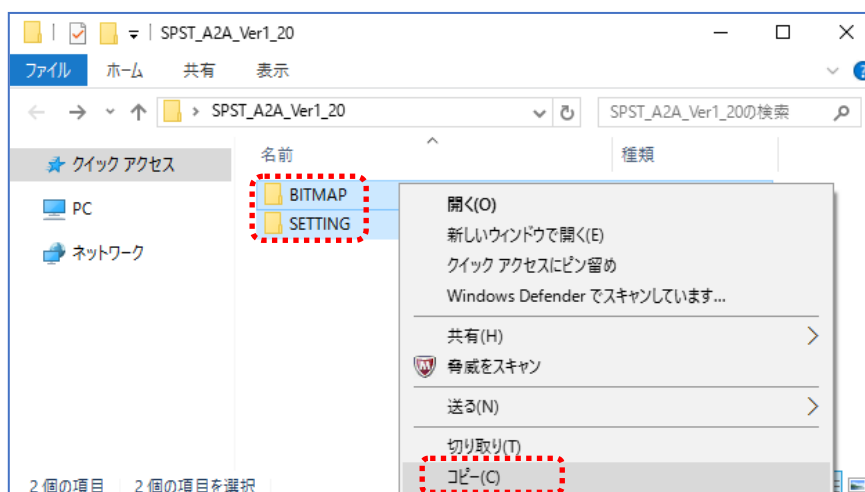 SPST_A2A_Ver1_20
ファイル ホーム 共有 表示
SPST_A2A_Ver1_20 SPST_A2A_Ver1_20の検索
クイック アクセス
PC
ネットワーク
名前 種類
BITMAP
SETTING
開く(O)
新しいウィンドウで開く(E)
クイック アクセスにピン留め
Windows Defender でスキャンしています...
共有(H)
脅威をスキャン
送る(N)
切り取り(T)
コピー(C)
2 個の項目 2 個の項目を選択